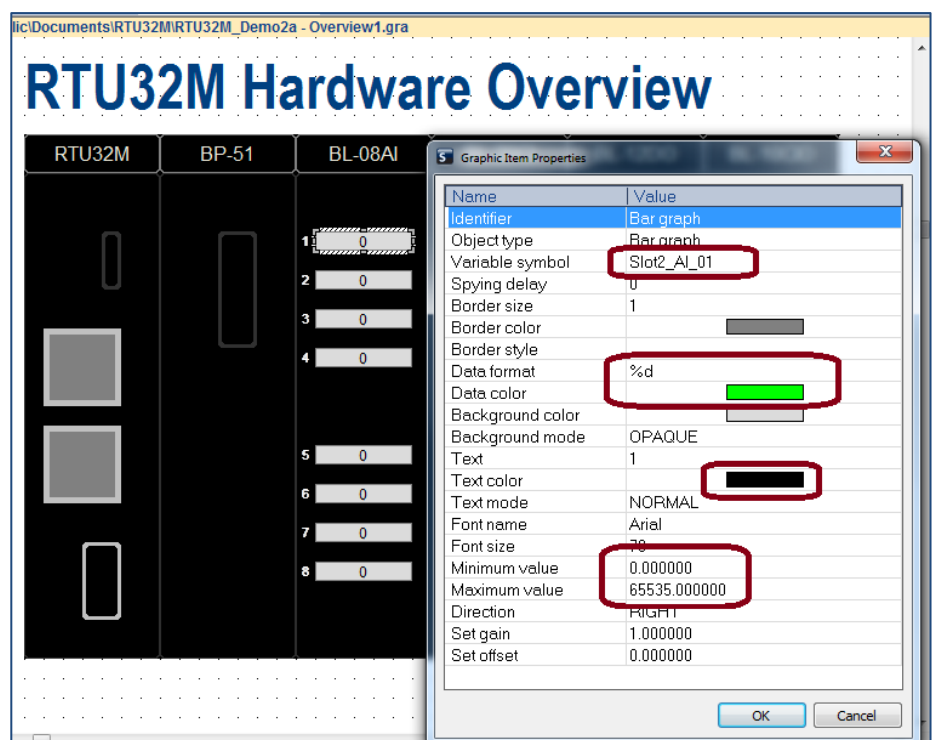 lic\Documents\RTU32M\RTU32M_Demo2a - Overview1.gra
RTU32M Hardware Overview
RTU32M BP-51 BL-08AI
1 0
2 0
3 0
4 0
5 0
6 0
7 0
8 0
S Graphic Item Properties X
Name Value
Identifier Bar graph
Object type Bar graph
Variable symbol Slot2_AI_01
Spying delay 0
Border size 1
Border color
Border style
Data format %d
Data color
Background color
Background mode OPAQUE
Text 1
Text color
Text mode NORMAL
Font name Arial
Font size
Minimum value 0.000000
Maximum value 65535.000000
Direction RIGHT
Set gain 1.000000
Set offset 0.000000
OK Cancel